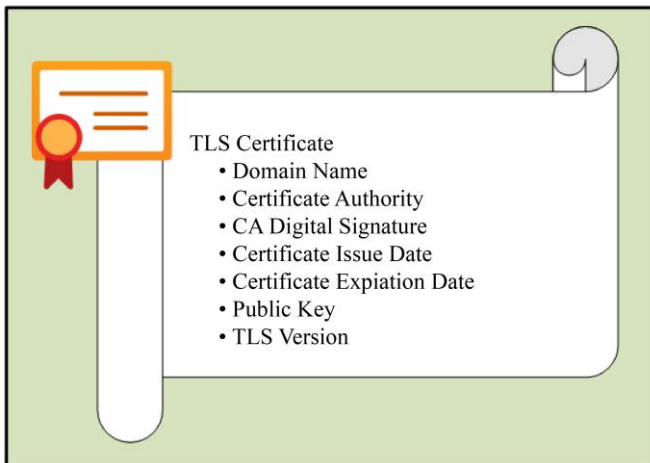 TLS Certificate
• Domain Name
• Certificate Authority
• CA Digital Signature
• Certificate Issue Date
• Certificate Expiation Date
• Public Key
• TLS Version